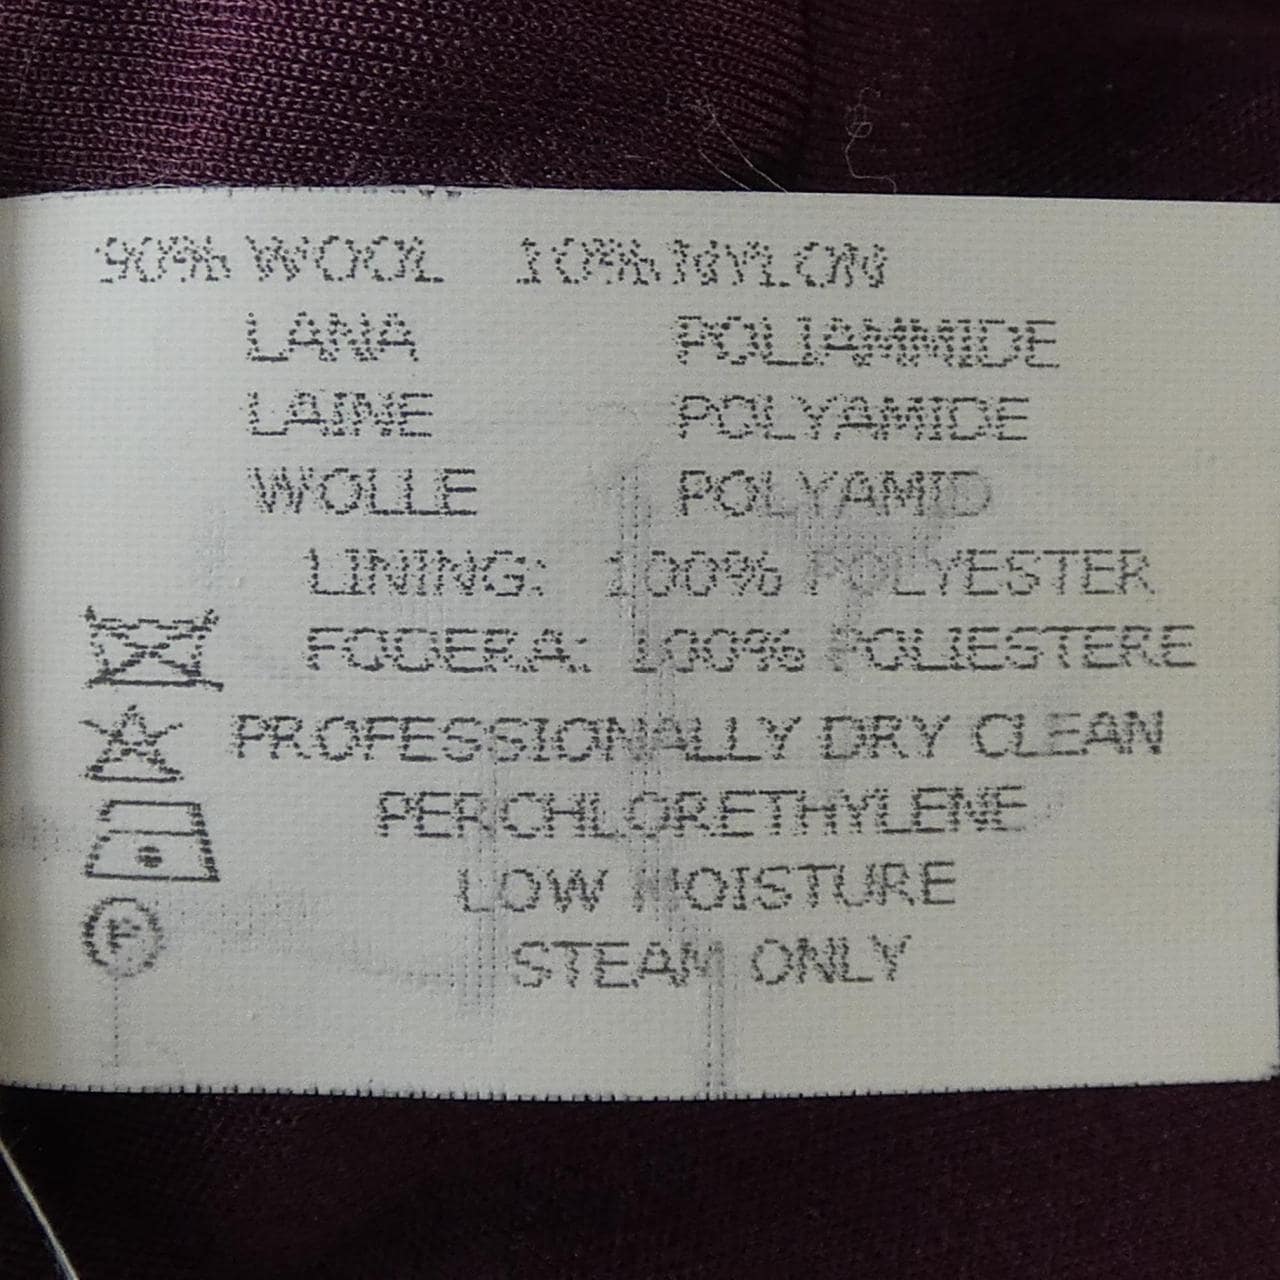 90% WOOL 10% NYLON
LANA POLIAMMIDE
LAINE POLYAMIDE
WOLLE POLYAMID
LINING: 100% POLYESTER
FODERA: 100% POLIESTERE
PROFESSIONALLY DRY CLEAN
PERCHLORETHYLENE
LOW MOISTURE
STEAM ONLY